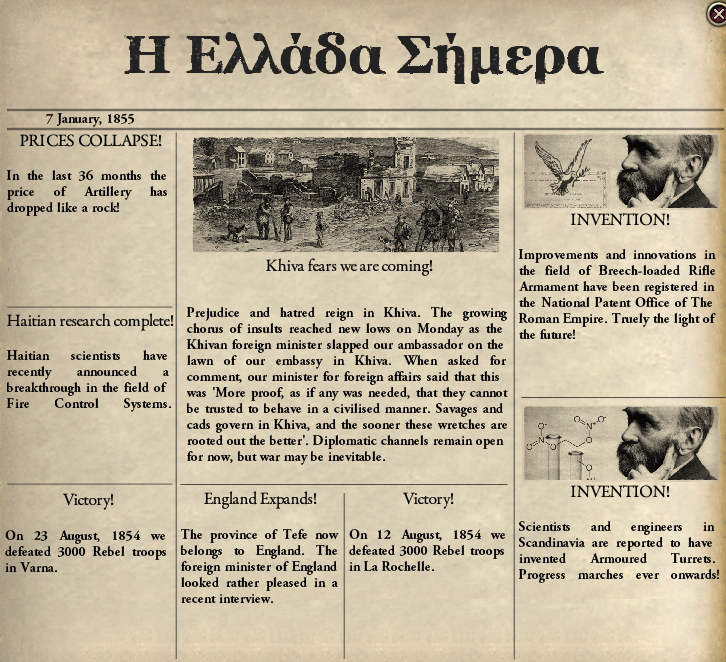 Η Ελλάδα Σήμερα
7 January, 1855
PRICES COLLAPSE!
In the last 36 months the
price of Artillery has
dropped like a rock!
Haitian research complete!
Haitian scientists have
recently announced a
breakthrough in the field of
Fire Control Systems.
Khiva fears we are coming!
Prejudice and hatred reign in Khiva. The growing
chorus of insults reached new lows on Monday as the
Khivan foreign minister slapped our ambassador on the
lawn of our embassy in Khiva. When asked for
comment, our minister for foreign affairs said that this
was 'More proof, as if any was needed, that they cannot
be trusted to behave in a civilised manner. Savages and
cads govern in Khiva, and the sooner these wretches are
rooted out the better'. Diplomatic channels remain open
for now, but war may be inevitable.
INVENTION!
Improvements and innovations in
the field of Breech-loaded Rifle
Armament have been registered in
the National Patent Office of The
Roman Empire. Truely the light of
the future!
INVENTION!
Scientists and engineers in
Scandinavia are reported to have
invented Armoured Turrets.
Progress marches ever onwards!
Victory!
On 23 August, 1854 we
defeated 3000 Rebel troops
in Varna.
England Expands!
The province of Tefe now
belongs to England. The
foreign minister of England
looked rather pleased in a
recent interview.
Victory!
On 12 August, 1854 we
defeated 3000 Rebel troops
in La Rochelle.